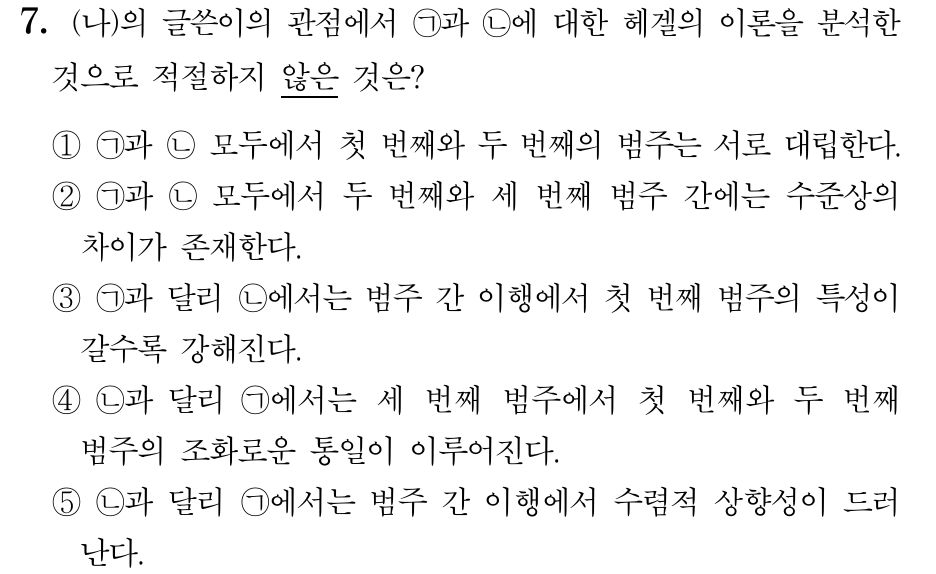 7. (나)의 글쓴이의 관점에서 ㉠과 ㉡에 대한 헤겔의 이론을 분석한
것으로 적절하지 않은 것은?
① ㉠과 ㉡ 모두에서 첫 번째와 두 번째의 범주는 서로 대립한다.
② ㉠과 ㉡ 모두에서 두 번째와 세 번째 범주 간에는 수준상의
차이가 존재한다.
③ ㉠과 달리 ㉡에서는 범주 간 이행에서 첫 번째 범주의 특성이
갈수록 강해진다.
④ ㉡과 달리 ㉠에서는 세 번째 범주에서 첫 번째와 두 번째
범주의 조화로운 통일이 이루어진다.
⑤ ㉡과 달리 ㉠에서는 범주 간 이행에서 수렴적 상향성이 드러
난다.